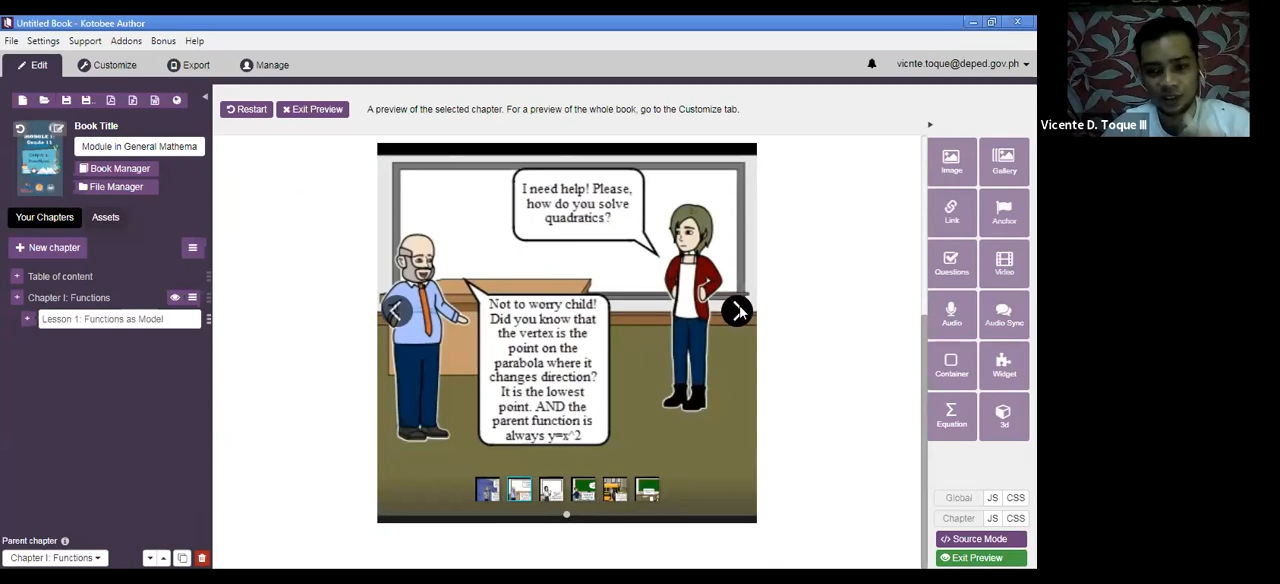 Untitled Book - Kotobee Author
File Settings Support Addons Bonus Help
Edit Customize Export Manage
vicnte.toque@deped.gov.ph
Restart Exit Preview A preview of the selected chapter. For a preview of the whole book, go to the Customize tab.
Book Title
Module in General Mathema
Book Manager
File Manager
Your Chapters Assets
New chapter
Table of content
Chapter I: Functions
Lesson 1: Functions as Model
Parent chapter
Chapter I: Functions
I need help! Please,
how do you solve
quadratics?
Not to worry child!
Did you know that
the vertex is the
point on the
parabola where it
changes direction?
It is the lowest
point. AND the
parent function is
always y=x^2
Image Gallery
Link Anchor
Questions Video
Audio Audio Sync
Container Widget
Equation 3d
Global JS CSS
Chapter JS CSS
Source Mode
Exit Preview
Vicente D. Toque III